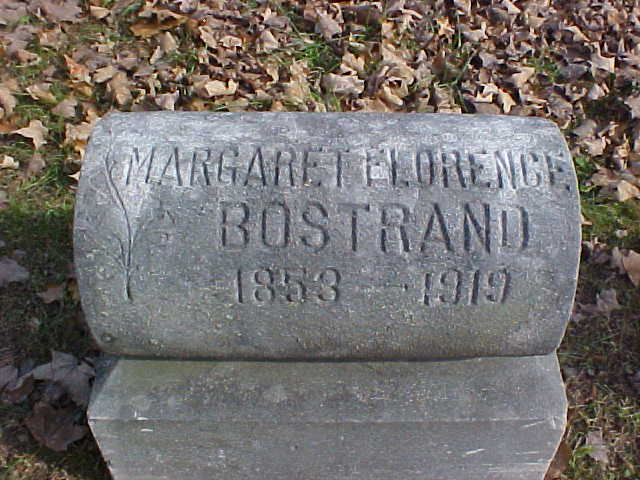 MARGARET FLORENCE
BOSTRAND
1853 — 1919